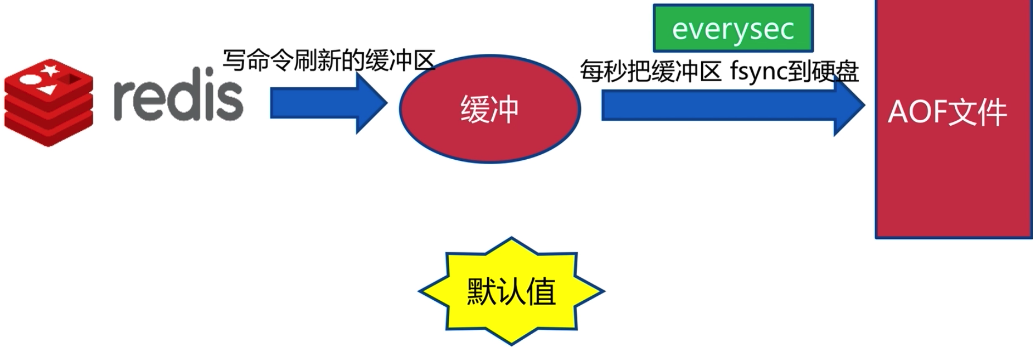 everysec
写命令刷新的缓冲区
每秒把缓冲区 fsync到硬盘
redis
缓冲
AOF文件
默认值